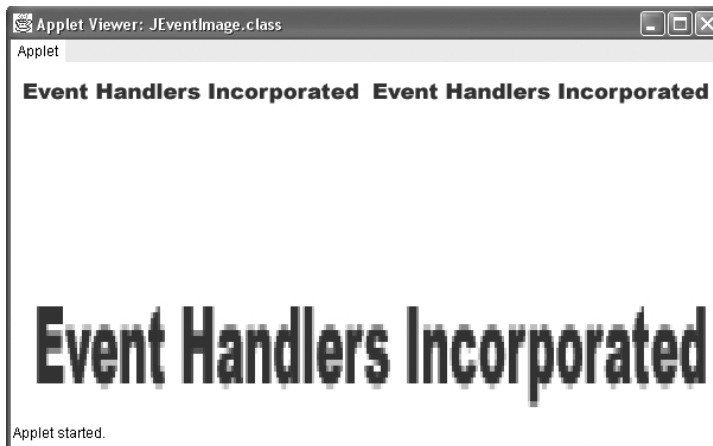 Applet Viewer: JEventImage.class
Applet
Event Handlers Incorporated Event Handlers Incorporated
Event Handlers Incorporated
Applet started.